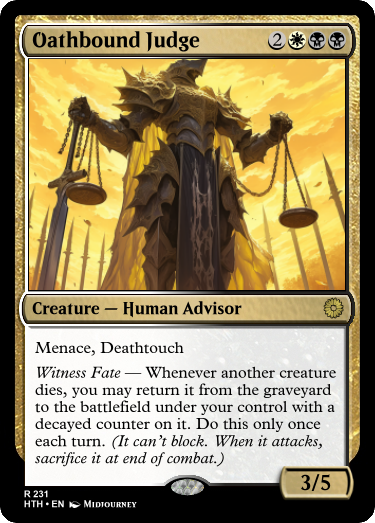 Oathbound Judge 2
Creature — Human Advisor
Menace, Deathtouch
Witness Fate — Whenever another creature
dies, you may return it from the graveyard
to the battlefield under your control with a
decayed counter on it. Do this only once
each turn. (It can't block. When it attacks,
sacrifice it at end of combat.)
3/5
R 231
HTH • EN Midjourney